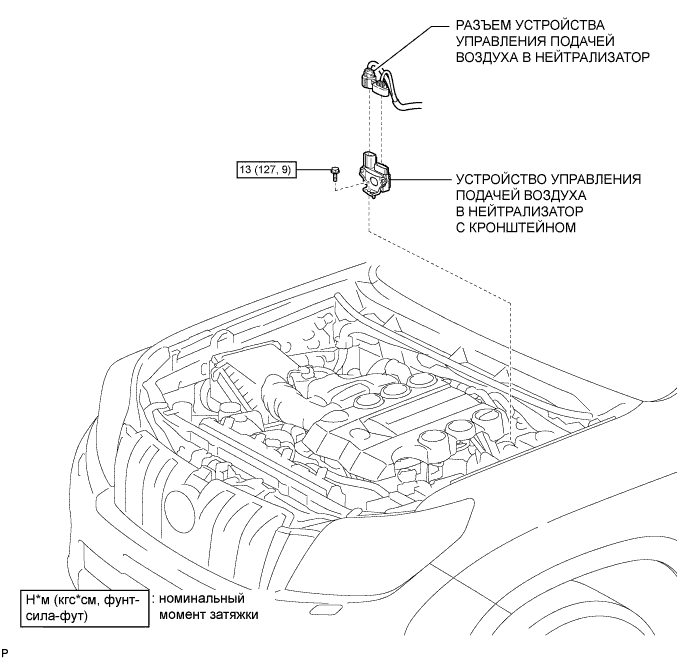 РАЗЪЕМ УСТРОЙСТВА
УПРАВЛЕНИЯ ПОДАЧЕЙ
ВОЗДУХА В НЕЙТРАЛИЗАТОР
13 (127, 9)
УСТРОЙСТВО УПРАВЛЕНИЯ
ПОДАЧЕЙ ВОЗДУХА
В НЕЙТРАЛИЗАТОР
С КРОНШТЕЙНОМ
Н*м (кгс*см, фунт-
сила-фут)
: номинальный
момент затяжки
P